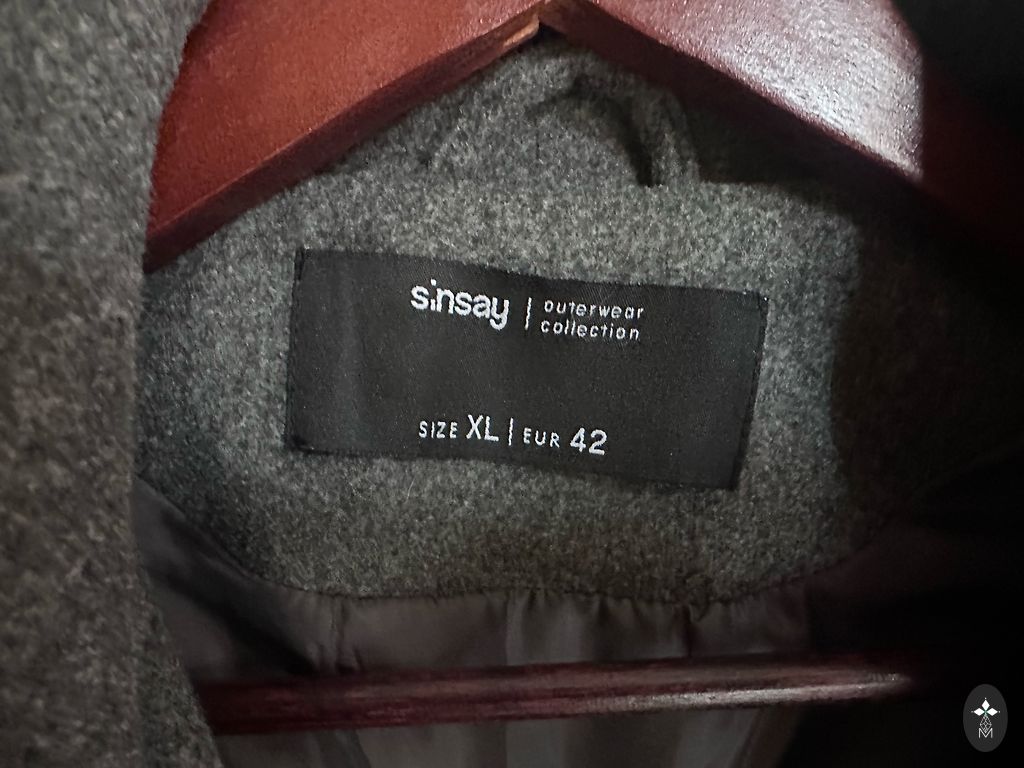 sinsay | outerwear
collection
SIZE XL | EUR 42
M